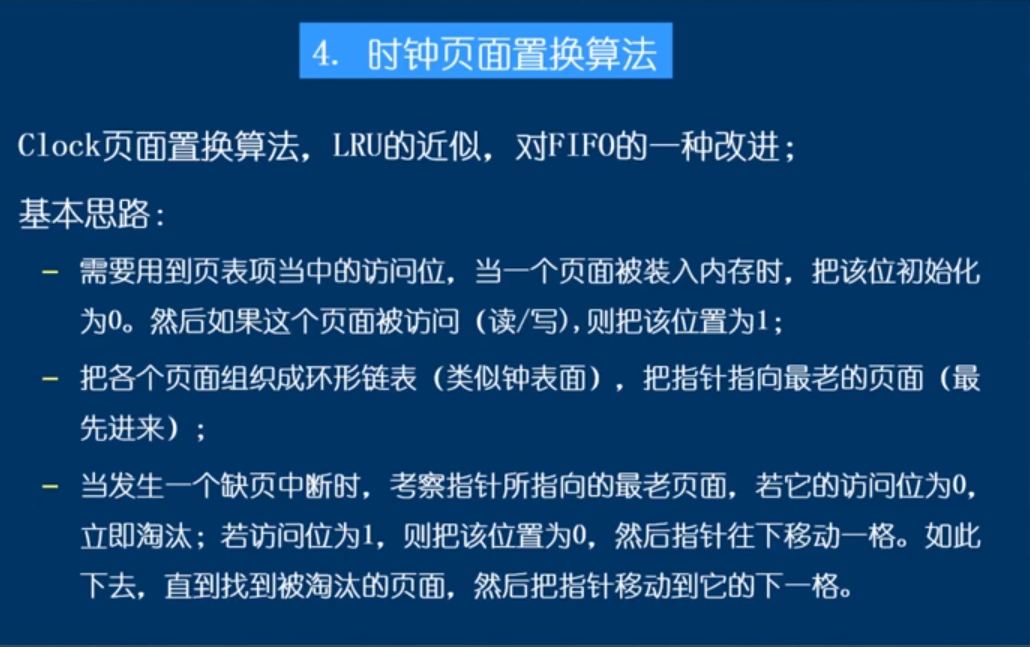 4. 时钟页面置换算法
Clock页面置换算法，LRU的近似，对FIFO的一种改进；
基本思路：
– 需要用到页表项当中的访问位，当一个页面被装入内存时，把该位初始化
为0。然后如果这个页面被访问（读/写），则把该位置为1；
– 把各个页面组织成环形链表（类似钟表面），把指针指向最老的页面（最
先进来）；
– 当发生一个缺页中断时，考察指针所指向的最老页面，若它的访问位为0，
立即淘汰；若访问位为1，则把该位置为0，然后指针往下移动一格。如此
下去，直到找到被淘汰的页面，然后把指针移动到它的下一格。